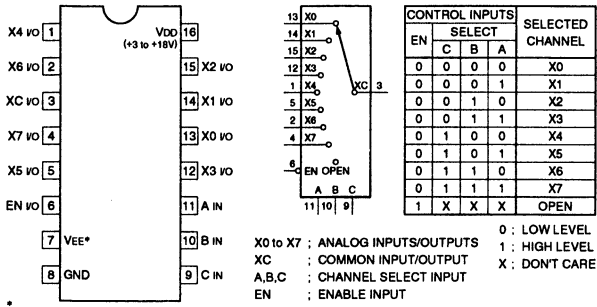 X4 I/O 1
X6 I/O 2
XC I/O 3
X7 I/O 4
X5 I/O 5
EN I/O 6
7 VEE*
8 GND
VDD 16
(+3 to +18V)
15 X2 I/O
14 X1 I/O
13 X0 I/O
12 X3 I/O
11 A IN
10 B IN
9 C IN
*
13 X0
14 X1
15 X2
12 X3
1 X4
5 X5
2 X6
4 X7
XC 3
6 EN OPEN
A B C
11 10 9
CONTROL INPUTS SELECTED CHANNEL
EN SELECT
C B A
0 0 0 0 X0
0 0 0 1 X1
0 0 1 0 X2
0 0 1 1 X3
0 1 0 0 X4
0 1 0 1 X5
0 1 1 0 X6
0 1 1 1 X7
1 X X X OPEN
0 ; LOW LEVEL
1 ; HIGH LEVEL
X ; DON'T CARE
X0 to X7 ; ANALOG INPUTS/OUTPUTS
XC ; COMMON INPUT/OUTPUT
A,B,C ; CHANNEL SELECT INPUT
EN ; ENABLE INPUT